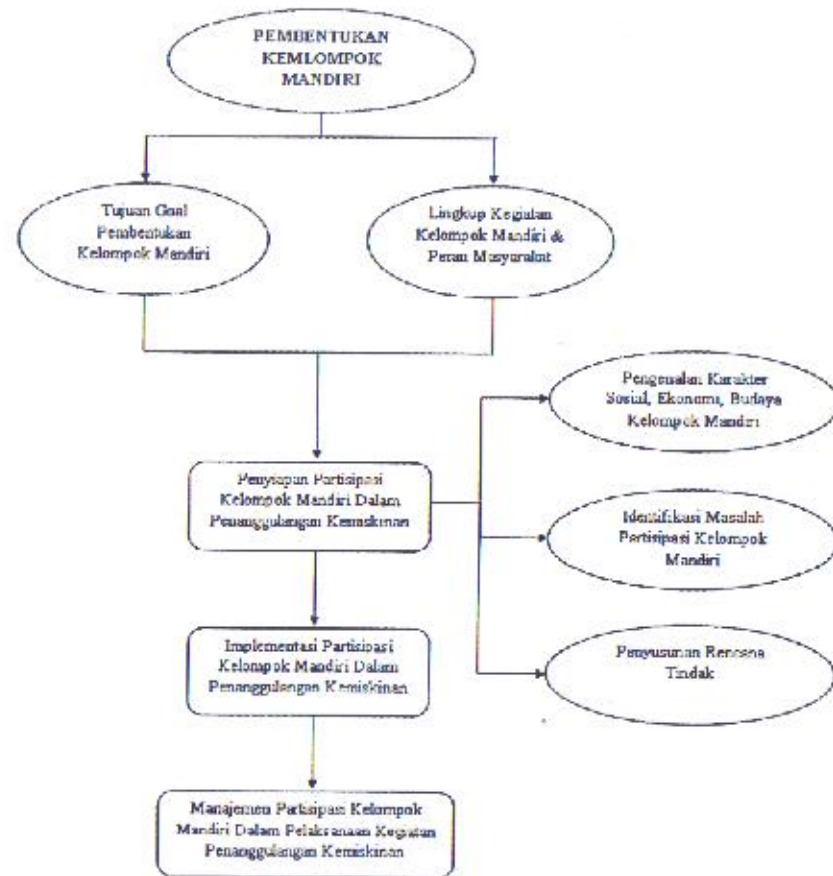 PEMBENTUKAN
KEMLOMPOK
MANDIRI
Tujuan Goal
Pembentukan
Kelompok Mandiri
Lingkup Kegiatan
Kelompok Mandiri &
Peran Masyarakat
Pengenalan Karakter
Sosial, Ekonomi, Budaya
Kelompok Mandiri
Penyiapan Partisipasi
Kelompok Mandiri Dalam
Penanggulangan Kemiskinan
Identifikasi Masalah
Partisipasi Kelompok
Mandiri
Implementasi Partisipasi
Kelompok Mandiri Dalam
Penanggulangan Kemiskinan
Penyusunan Rencana
Tindak
Manajemen Partisipasi Kelompok
Mandiri Dalam Pelaksanaan Kegiatan
Penanggulangan Kemiskinan